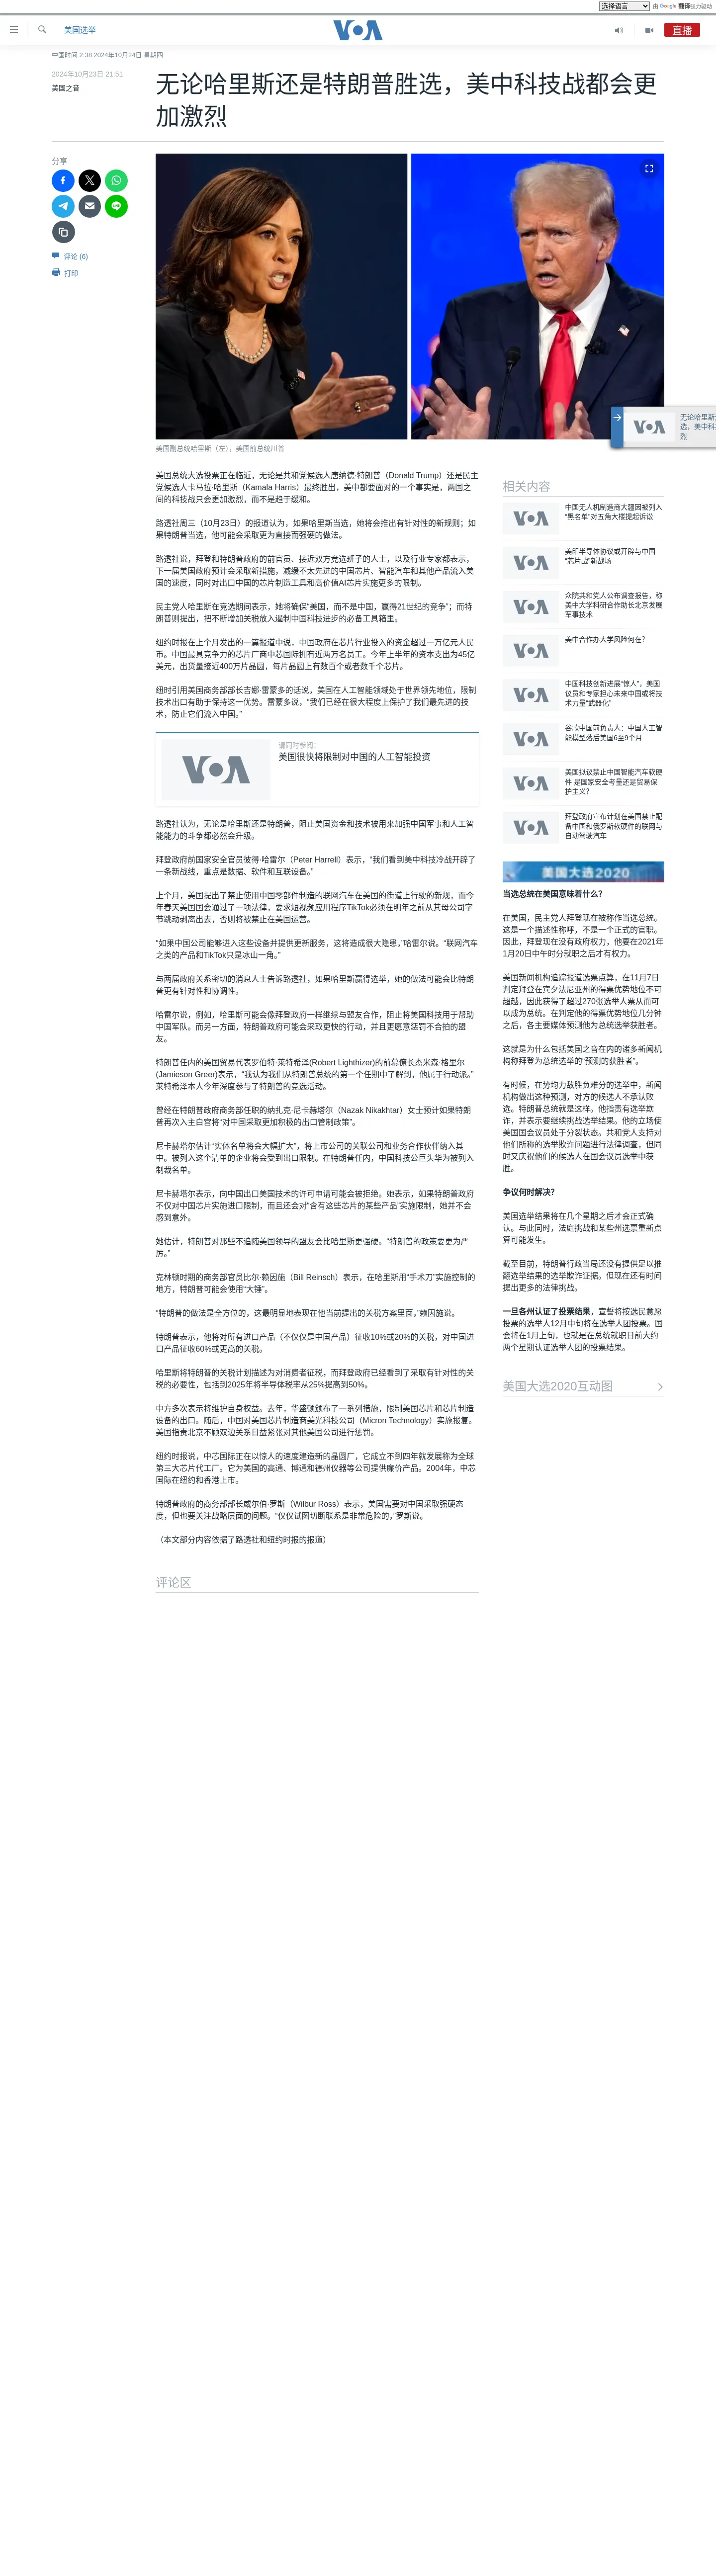 选择语言
由 Google 翻译强力驱动
美国选举
VOA
直播
中国时间 2:38 2024年10月24日 星期四
2024年10月23日 21:51
美国之音
无论哈里斯还是特朗普胜选，美中科技战都会更
加激烈
分享
评论 (6)
打印
美国副总统哈里斯（左），美国前总统川普
VOA
无论哈里斯
选，美中科
烈
美国总统大选投票正在临近，无论是共和党候选人唐纳德·特朗普（Donald Trump）还是民主
党候选人卡马拉·哈里斯（Kamala Harris）最终胜出，美中都要面对的一个事实是，两国之
间的科技战只会更加激烈，而不是趋于缓和。
路透社周三（10月23日）的报道认为，如果哈里斯当选，她将会推出有针对性的新规则；如
果特朗普当选，他可能会采取更为直接而强硬的做法。
路透社说，拜登和特朗普政府的前官员、接近双方竞选班子的人士，以及行业专家都表示，
下一届美国政府预计会采取新措施，减缓不太先进的中国芯片、智能汽车和其他产品流入美
国的速度，同时对出口中国的芯片制造工具和高价值AI芯片实施更多的限制。
民主党人哈里斯在竞选期间表示，她将确保“美国，而不是中国，赢得21世纪的竞争”；而特
朗普则提出，把不断增加关税放入遏制中国科技进步的必备工具箱里。
纽约时报在上个月发出的一篇报道中说，中国政府在芯片行业投入的资金超过一万亿元人民
币。中国最具竞争力的芯片厂商中芯国际拥有近两万名员工。今年上半年的资本支出为45亿
美元，出货量接近400万片晶圆，每片晶圆上有数百个或者数千个芯片。
纽时引用美国商务部部长吉娜·雷蒙多的话说，美国在人工智能领域处于世界领先地位，限制
技术出口有助于保持这一优势。雷蒙多说，“我们已经在很大程度上保护了我们最先进的技
术，防止它们流入中国。”
VOA
请同时参阅:
美国很快将限制对中国的人工智能投资
路透社认为，无论是哈里斯还是特朗普，阻止美国资金和技术被用来加强中国军事和人工智
能能力的斗争都必然会升级。
拜登政府前国家安全官员彼得·哈雷尔（Peter Harrell）表示，“我们看到美中科技冷战开辟了
一条新战线，重点是数据、软件和互联设备。”
上个月，美国提出了禁止使用中国零部件制造的联网汽车在美国的街道上行驶的新规，而今
年春天美国国会通过了一项法律，要求短视频应用程序TikTok必须在明年之前从其母公司字
节跳动剥离出去，否则将被禁止在美国运营。
“如果中国公司能够进入这些设备并提供更新服务，这将造成很大隐患，”哈雷尔说。“联网汽车
之类的产品和TikTok只是冰山一角。”
与两届政府关系密切的消息人士告诉路透社，如果哈里斯赢得选举，她的做法可能会比特朗
普更有针对性和协调性。
哈雷尔说，例如，哈里斯可能会像拜登政府一样继续与盟友合作，阻止将美国科技用于帮助
中国军队。而另一方面，特朗普政府可能会采取更快的行动，并且更愿意惩罚不合拍的盟
友。
特朗普任内的美国贸易代表罗伯特·莱特希泽(Robert Lighthizer)的前幕僚长杰米森·格里尔
(Jamieson Greer)表示，“我认为我们从特朗普总统的第一个任期中了解到，他属于行动派。”
莱特希泽本人今年深度参与了特朗普的竞选活动。
曾经在特朗普政府商务部任职的纳扎克·尼卡赫塔尔（Nazak Nikakhtar）女士预计如果特朗
普再次入主白宫将“对中国采取更加积极的出口管制政策”。
尼卡赫塔尔估计“实体名单将会大幅扩大”，将上市公司的关联公司和业务合作伙伴纳入其
中。被列入这个清单的企业将会受到出口限制。在特朗普任内，中国科技公巨头华为被列入
制裁名单。
尼卡赫塔尔表示，向中国出口美国技术的许可申请可能会被拒绝。她表示，如果特朗普政府
不仅对中国芯片实施进口限制，而且还会对“含有这些芯片的某些产品”实施限制，她并不会
感到意外。
她估计，特朗普对那些不追随美国领导的盟友会比哈里斯更强硬。“特朗普的政策要更为严
厉。”
克林顿时期的商务部官员比尔·赖因施（Bill Reinsch）表示，在哈里斯用“手术刀”实施控制的
地方，特朗普可能会使用“大锤”。
“特朗普的做法是全方位的，这最明显地表现在他当前提出的关税方案里面，”赖因施说。
特朗普表示，他将对所有进口产品（不仅仅是中国产品）征收10%或20%的关税，对中国进
口产品征收60%或更高的关税。
哈里斯将特朗普的关税计划描述为对消费者征税，而拜登政府已经看到了采取有针对性的关
税的必要性，包括到2025年将半导体税率从25%提高到50%。
中方多次表示将维护自身权益。去年，华盛顿颁布了一系列措施，限制美国芯片和芯片制造
设备的出口。随后，中国对美国芯片制造商美光科技公司（Micron Technology）实施报复。
美国指责北京不顾双边关系日益紧张对其他美国公司进行惩罚。
纽约时报说，中芯国际正在以惊人的速度建造新的晶圆厂，它成立不到四年就发展称为全球
第三大芯片代工厂。它为美国的高通、博通和德州仪器等公司提供廉价产品。2004年，中芯
国际在纽约和香港上市。
特朗普政府的商务部部长威尔伯·罗斯（Wilbur Ross）表示，美国需要对中国采取强硬态
度，但也要关注战略层面的问题。“仅仅试图切断联系是非常危险的，”罗斯说。
（本文部分内容依据了路透社和纽约时报的报道）
评论区
相关内容
VOA
中国无人机制造商大疆因被列入
“黑名单”对五角大楼提起诉讼
VOA
美印半导体协议或开辟与中国
“芯片战”新战场
VOA
众院共和党人公布调查报告，称
美中大学科研合作助长北京发展
军事技术
VOA
美中合作办大学风险何在？
VOA
中国科技创新进展“惊人”，美国
议员和专家担心未来中国或将技
术力量“武器化”
VOA
谷歌中国前负责人：中国人工智
能模型落后美国6至9个月
VOA
美国拟议禁止中国智能汽车软硬
件 是国家安全考量还是贸易保
护主义？
VOA
拜登政府宣布计划在美国禁止配
备中国和俄罗斯软硬件的联网与
自动驾驶汽车
美国大选2020
当选总统在美国意味着什么？
在美国，民主党人拜登现在被称作当选总统。
这是一个描述性称呼，不是一个正式的官职。
因此，拜登现在没有政府权力，他要在2021年
1月20日中午时分就职之后才有权力。
美国新闻机构追踪报道选票点算，在11月7日
判定拜登在宾夕法尼亚州的得票优势地位不可
超越，因此获得了超过270张选举人票从而可
以成为总统。在判定他的得票优势地位几分钟
之后，各主要媒体预测他为总统选举获胜者。
这就是为什么包括美国之音在内的诸多新闻机
构称拜登为总统选举的“预测的获胜者”。
有时候，在势均力敌胜负难分的选举中，新闻
机构做出这种预测，对方的候选人不承认败
选。特朗普总统就是这样。他指责有选举欺
诈，并表示要继续挑战选举结果。他的立场使
美国国会议员处于分裂状态。共和党人支持对
他们所称的选举欺诈问题进行法律调查，但同
时又庆祝他们的候选人在国会议员选举中获
胜。
争议何时解决？
美国选举结果将在几个星期之后才会正式确
认。与此同时，法庭挑战和某些州选票重新点
算可能发生。
截至目前，特朗普行政当局还没有提供足以推
翻选举结果的选举欺诈证据。但现在还有时间
提出更多的法律挑战。
一旦各州认证了投票结果，宣誓将按选民意愿
投票的选举人12月中旬将在选举人团投票。国
会将在1月上旬，也就是在总统就职日前大约
两个星期认证选举人团的投票结果。
美国大选2020互动图